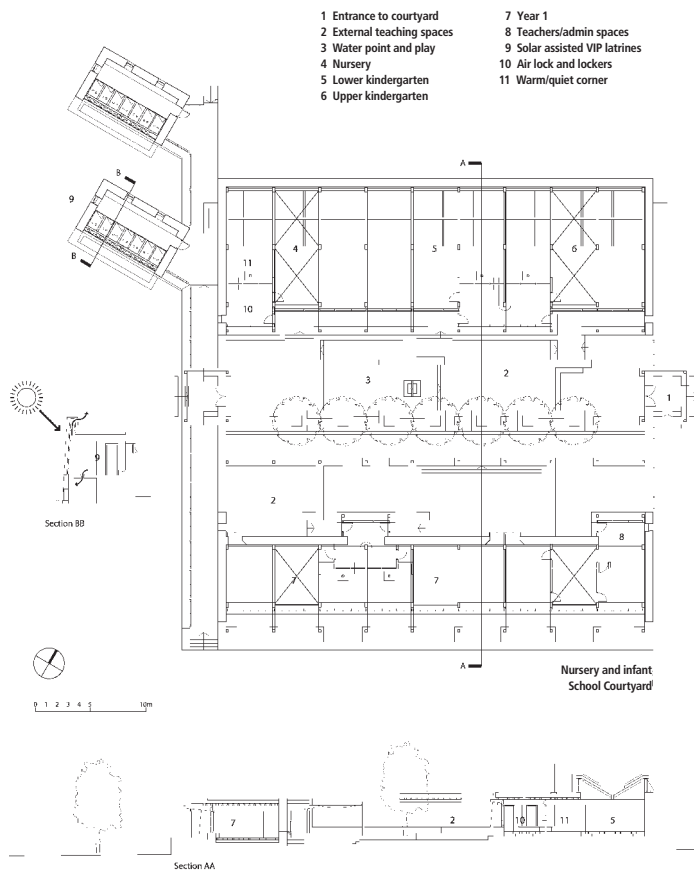 1 Entrance to courtyard
2 External teaching spaces
3 Water point and play
4 Nursery
5 Lower kindergarten
6 Upper kindergarten
7 Year 1
8 Teachers/admin spaces
9 Solar assisted VIP latrines
10 Air lock and lockers
11 Warm/quiet corner
A
B
9
B
4
5
6
11
10
3
2
1
9
Section BB
2
8
7
7
A
Nursery and infant
School Courtyard
0 1 2 3 4 5 10m
7
2
10
11
5
Section AA